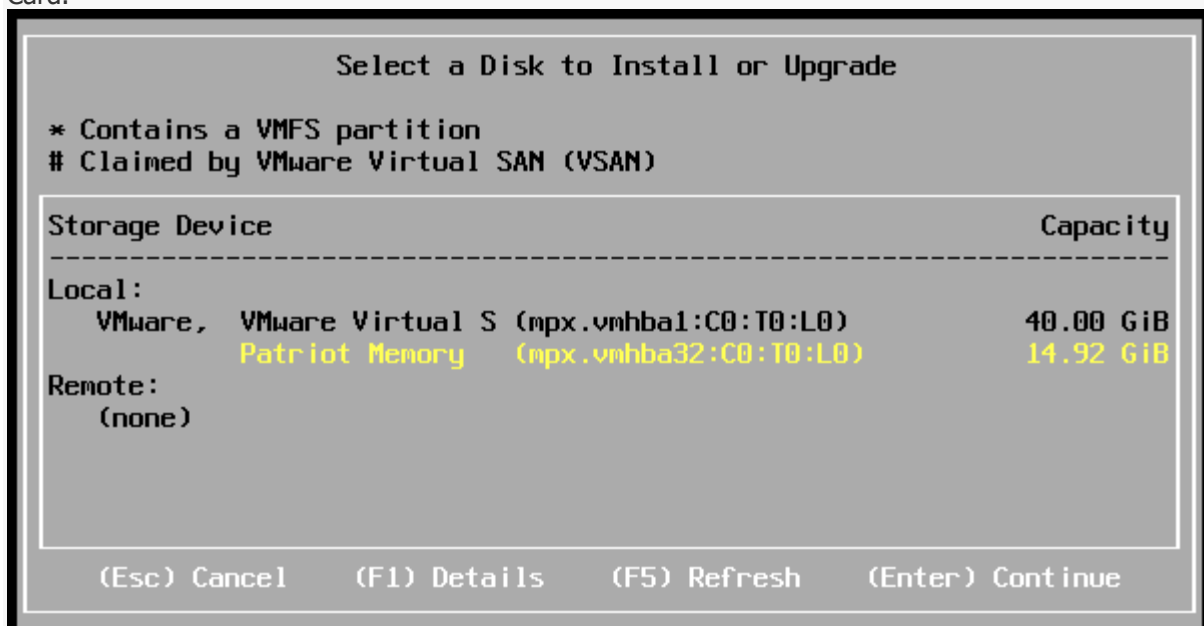 Card.
Select a Disk to Install or Upgrade
* Contains a VMFS partition
# Claimed by VMware Virtual SAN (VSAN)
Storage Device Capacity
--------------------------------------------------------------------
Local:
VMware, VMware Virtual S (mpx.vmhba1:C0:T0:L0) 40.00 GiB
Patriot Memory (mpx.vmhba32:C0:T0:L0) 14.92 GiB
Remote:
(none)
(Esc) Cancel (F1) Details (F5) Refresh (Enter) Continue